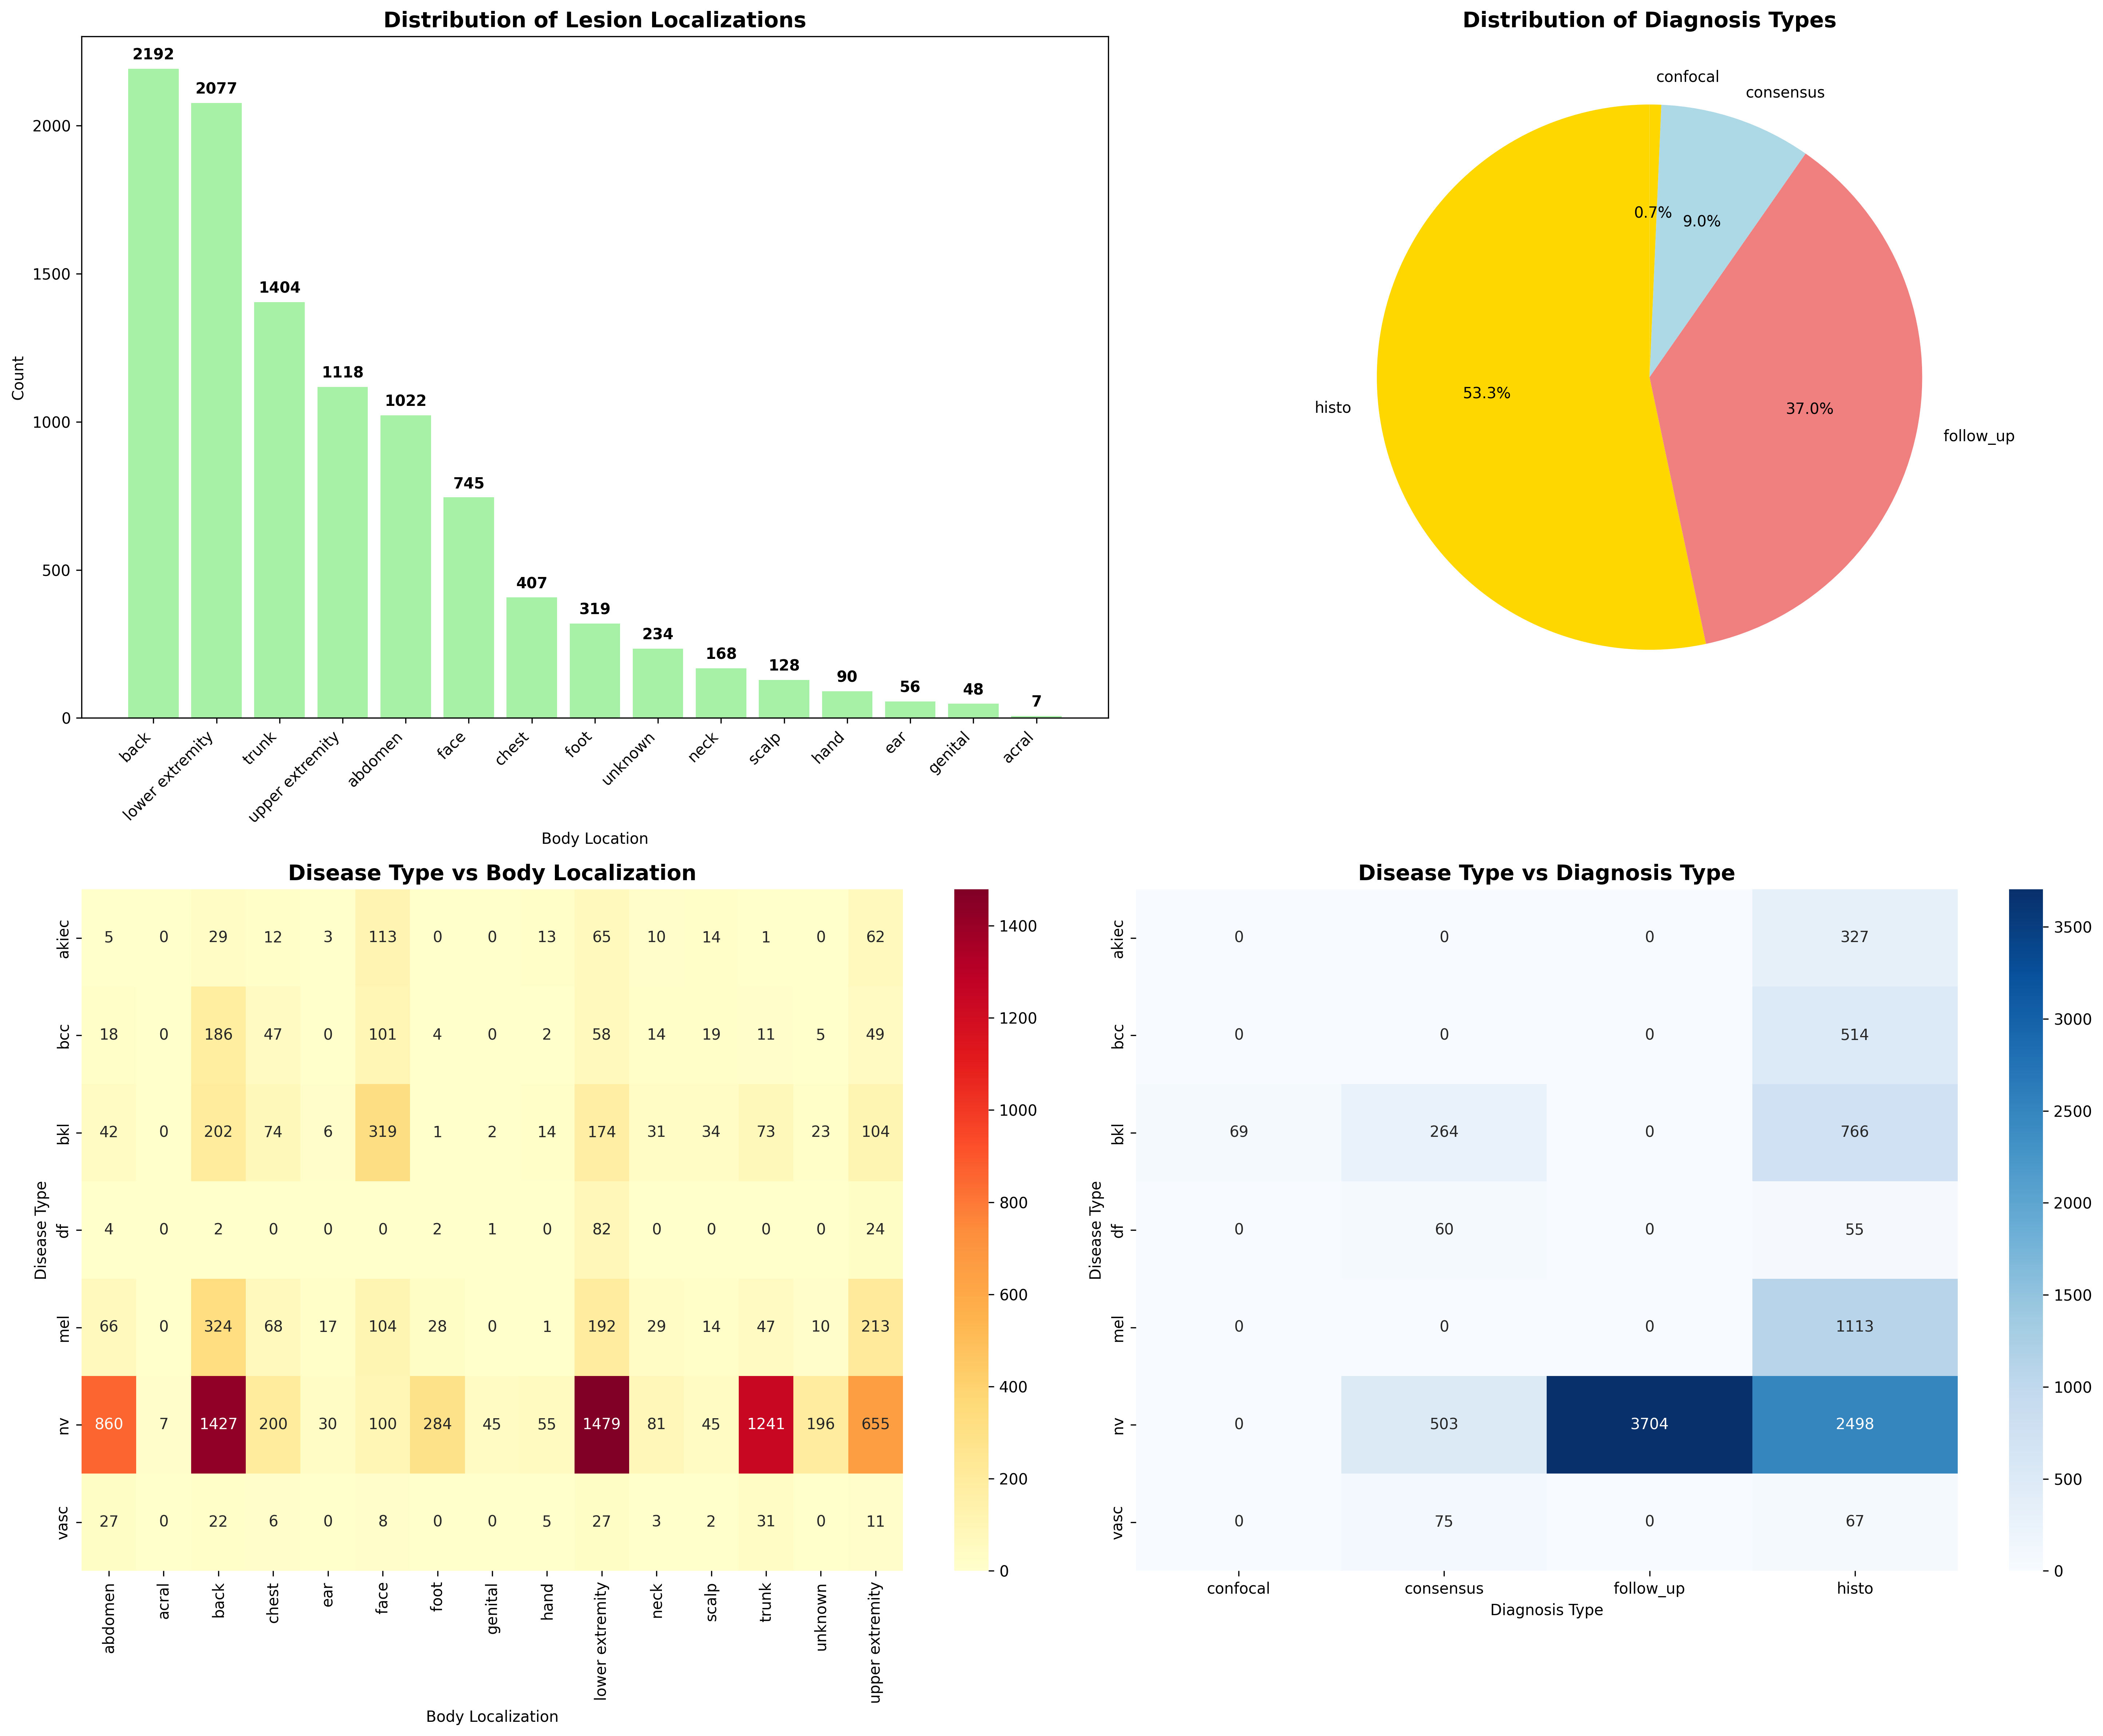 Distribution of Lesion Localizations
2192
2077
1404
1118
1022
745
407
319
234
168
128
90
56
48
7
2000
1500
1000
500
0
Count
back
lower extremity
trunk
upper extremity
abdomen
face
chest
foot
unknown
neck
scalp
hand
ear
genital
acral
Body Location
Distribution of Diagnosis Types
confocal
consensus
0.7%
9.0%
53.3%
37.0%
histo
follow_up
Disease Type vs Body Localization
akiec 5 0 29 12 3 113 0 0 13 65 10 14 1 0 62
bcc 18 0 186 47 0 101 4 0 2 58 14 19 11 5 49
bkl 42 0 202 74 6 319 1 2 14 174 31 34 73 23 104
df 4 0 2 0 0 0 2 1 0 82 0 0 0 0 24
mel 66 0 324 68 17 104 28 0 1 192 29 14 47 10 213
nv 860 7 1427 200 30 100 284 45 55 1479 81 45 1241 196 655
vasc 27 0 22 6 0 8 0 0 5 27 3 2 31 0 11
Disease Type
abdomen
acral
back
chest
ear
face
foot
genital
hand
lower extremity
neck
scalp
trunk
unknown
upper extremity
Body Localization
1400
1200
1000
800
600
400
200
0
Disease Type vs Diagnosis Type
akiec 0 0 0 327
bcc 0 0 0 514
bkl 69 264 0 766
df 0 60 0 55
mel 0 0 0 1113
nv 0 503 3704 2498
vasc 0 75 0 67
Disease Type
confocal consensus follow_up histo
Diagnosis Type
3500
3000
2500
2000
1500
1000
500
0